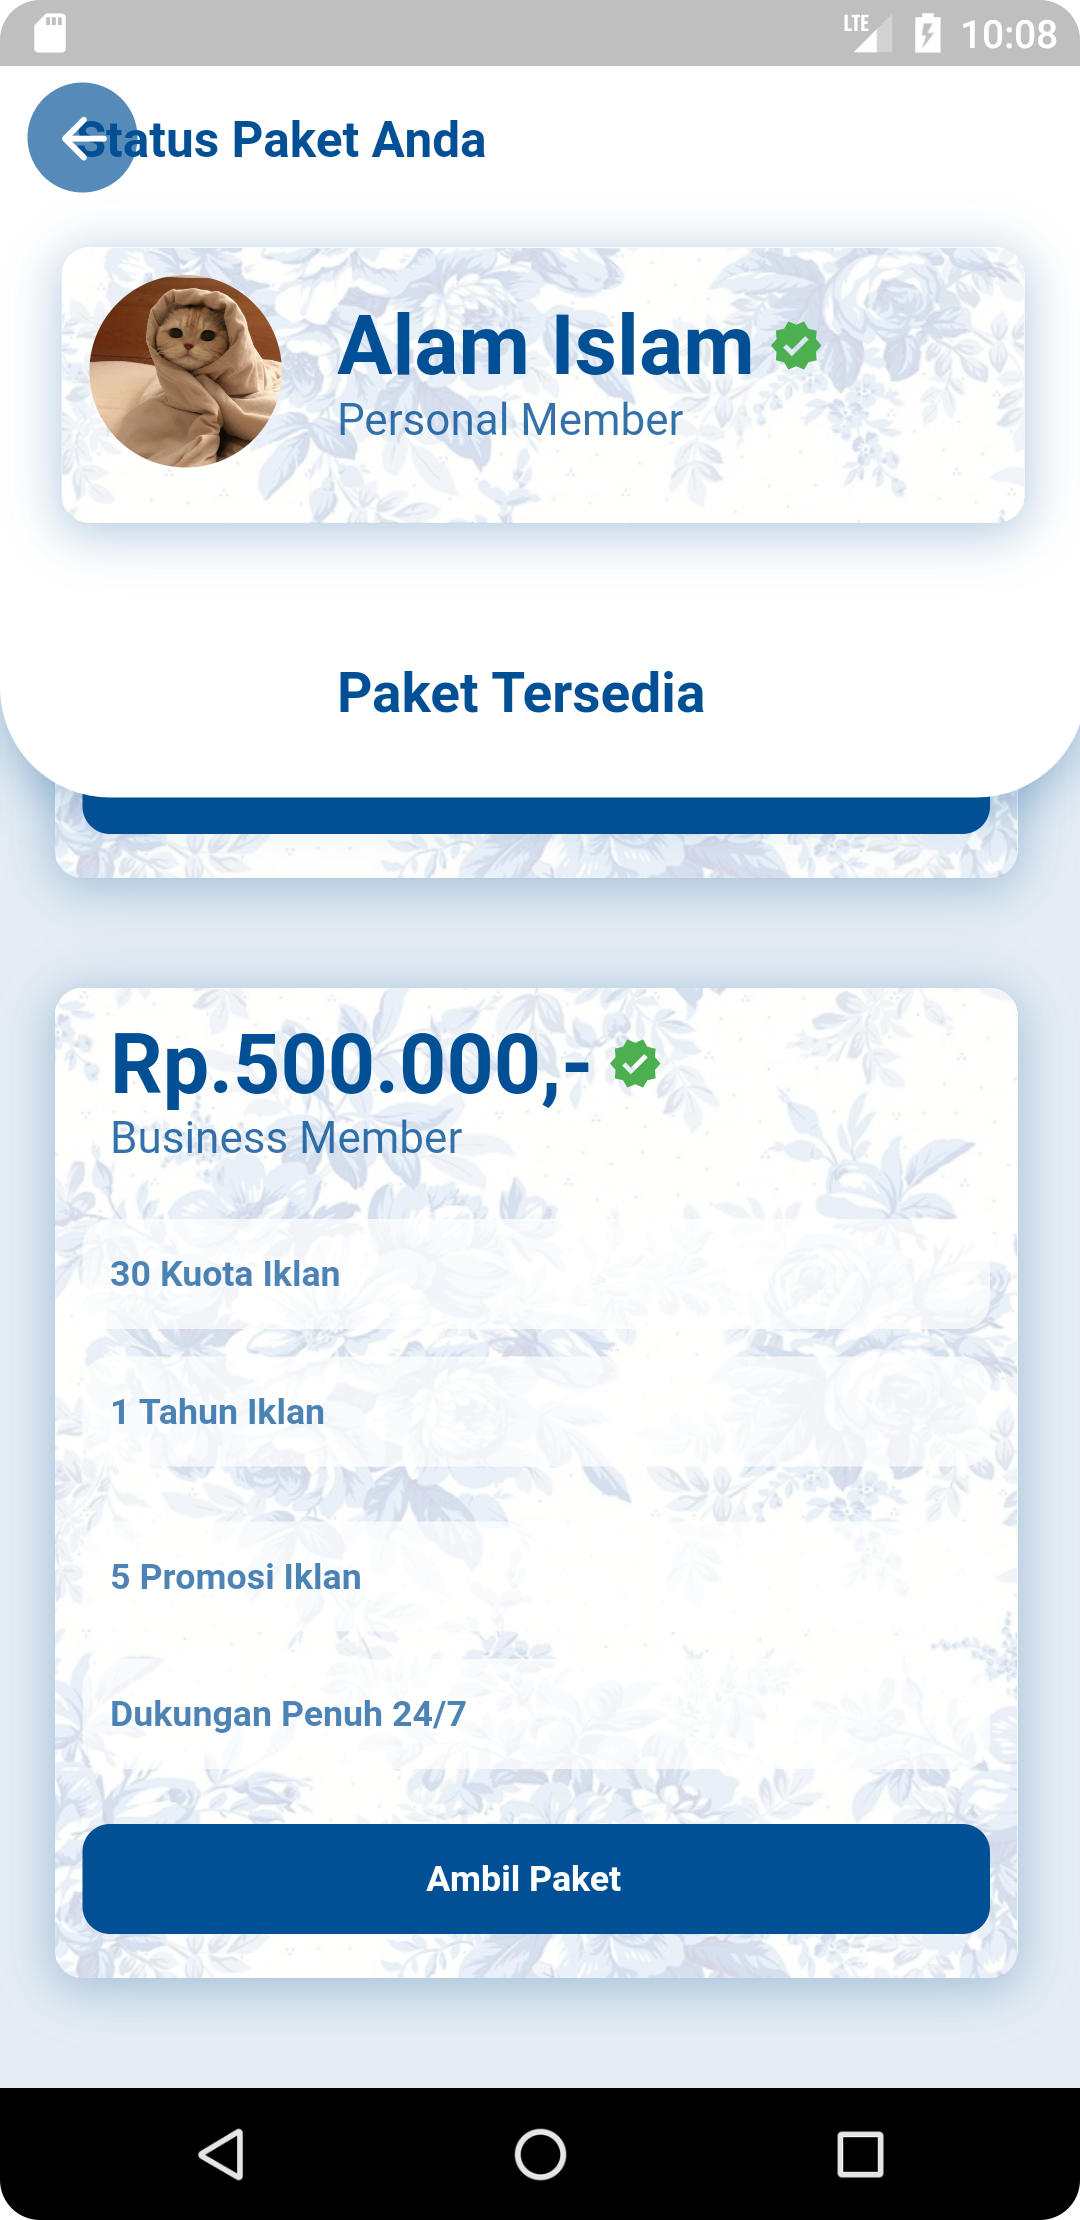 LTE 10:08
Status Paket Anda
Alam Islam
Personal Member
Paket Tersedia
Rp.500.000,-
Business Member
30 Kuota Iklan
1 Tahun Iklan
5 Promosi Iklan
Dukungan Penuh 24/7
Ambil Paket